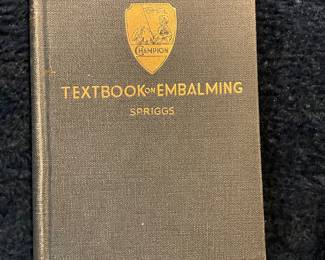 CHAMPION
TEXTBOOK ON EMBALMING
SPRIGGS